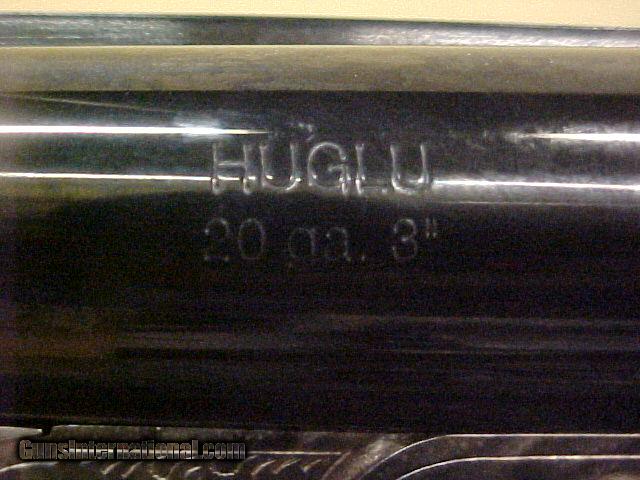 HUGLU
20 ga. 3"
GunsInternational.com